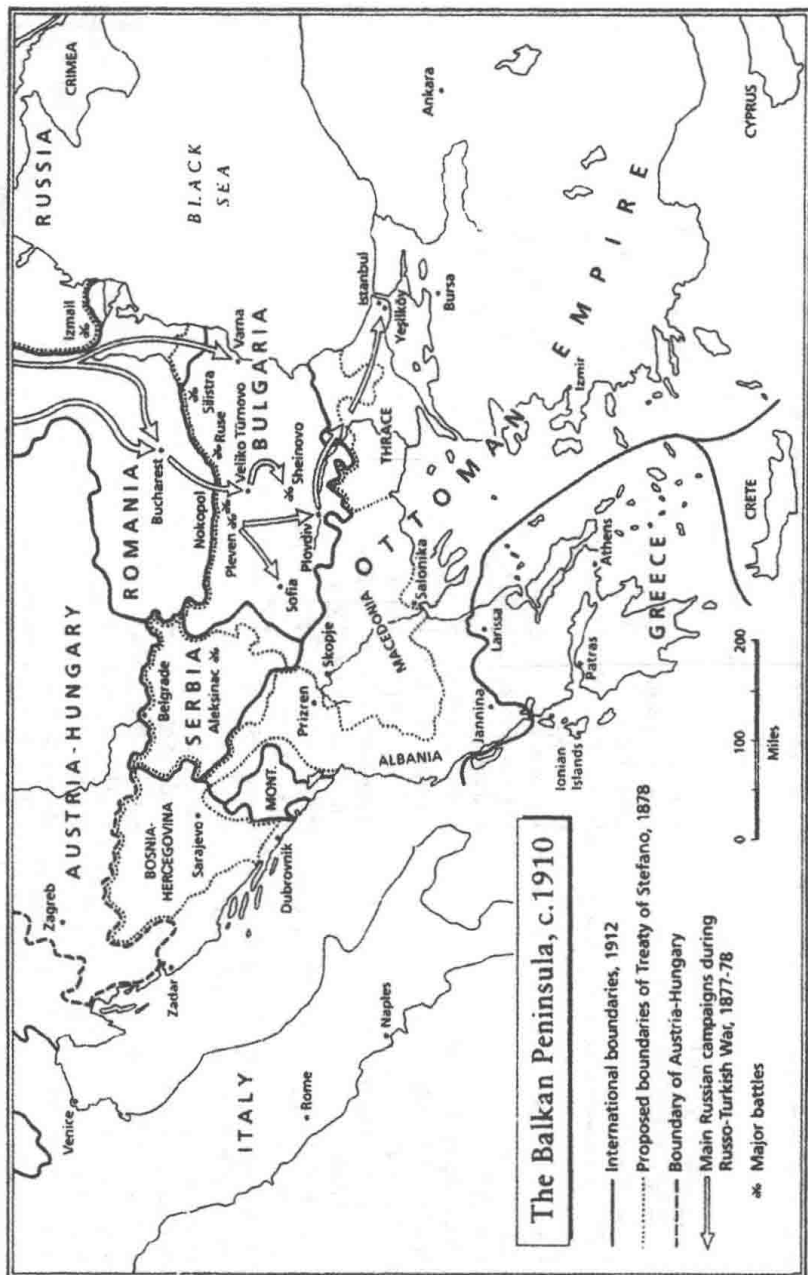 RUSSIA
CRIMEA
AUSTRIA-HUNGARY
Venice
Zagreb
Izmail
ROMANIA
Bucharest
BLACK
SEA
Belgrade
BOSNIA-
HERCEGOVINA
Zadar
Sarajevo
SERBIA
Aleksinac
Silistra
Ruse
Nokopol
Varna
Pleven
Veliko Tŭrnovo
BULGARIA
Sheinovo
Sofia
ITALY
Rome
Naples
Dubrovnik
MONT.
Prizren
Skopje
Plovdiv
THRACE
Istanbul
Yeşilköy
Ankara
Bursa
MACEDONIA
Salonika
ALBANIA
OTTOMAN EMPIRE
Jannina
Larissa
Izmir
Ionian
Islands
Patras
Athens
GREECE
CRETE
CYPRUS
The Balkan Peninsula, c.1910
International boundaries, 1912
Proposed boundaries of Treaty of Stefano, 1878
Boundary of Austria-Hungary
Main Russian campaigns during
Russo-Turkish War, 1877-78
Major battles
0 100 200
Miles